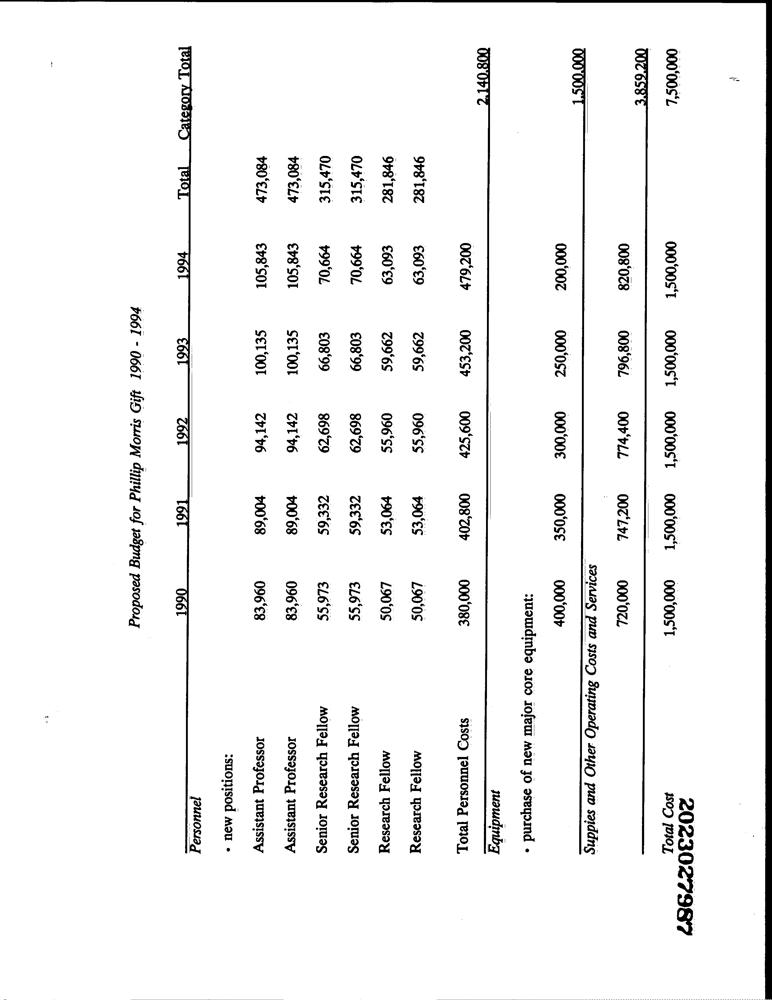 Proposed Budget for Phillip Morris Gift 1990 - 1994
1990 1991 1992 1993 1994 Total Category Total
Personnel
• new positions:
Assistant Professor 83,960 89,004 94,142 100,135 105,843 473,084
Assistant Professor 83,960 89,004 94,142 100,135 105,843 473,084
Senior Research Fellow 55,973 59,332 62,698 66,803 70,664 315,470
Senior Research Fellow 55,973 59,332 62,698 66,803 70,664 315,470
Research Fellow 50,067 53,064 55,960 59,662 63,093 281,846
Research Fellow 50,067 53,064 55,960 59,662 63,093 281,846
Total Personnel Costs 380,000 402,800 425,600 453,200 479,200
2,140,800
Equipment
• purchase of new major core equipment:
400,000 350,000 300,000 250,000 200,000
1,500,000
Suppies and Other Operating Costs and Services
720,000 747,200 774,400 796,800 820,800
3,859,200
Total Cost 1,500,000 1,500,000 1,500,000 1,500,000 1,500,000 7,500,000
2023027987